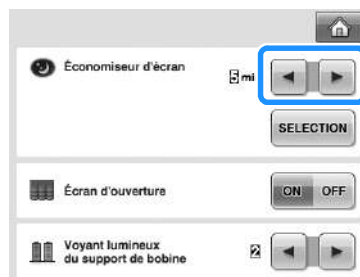 Économiseur d'écran
5 mi
SELECTION
Écran d'ouverture
ON OFF
Voyant lumineux
du support de bobine
2